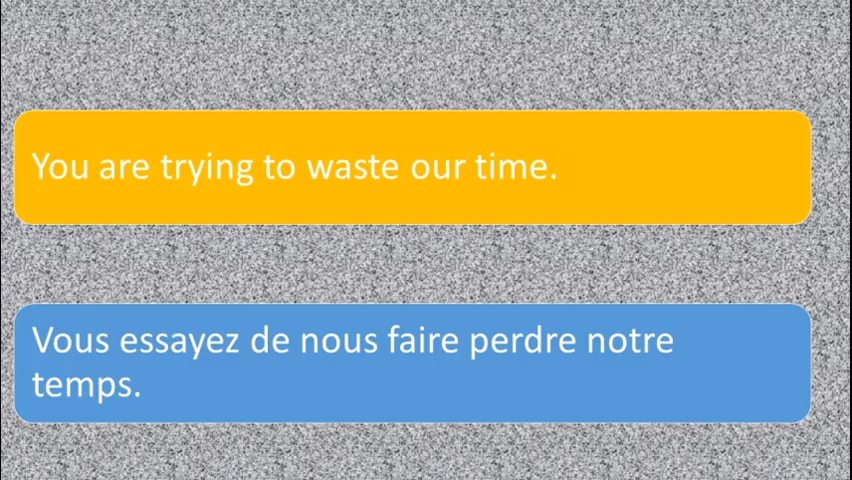 You are trying to waste our time.
Vous essayez de nous faire perdre notre
temps.